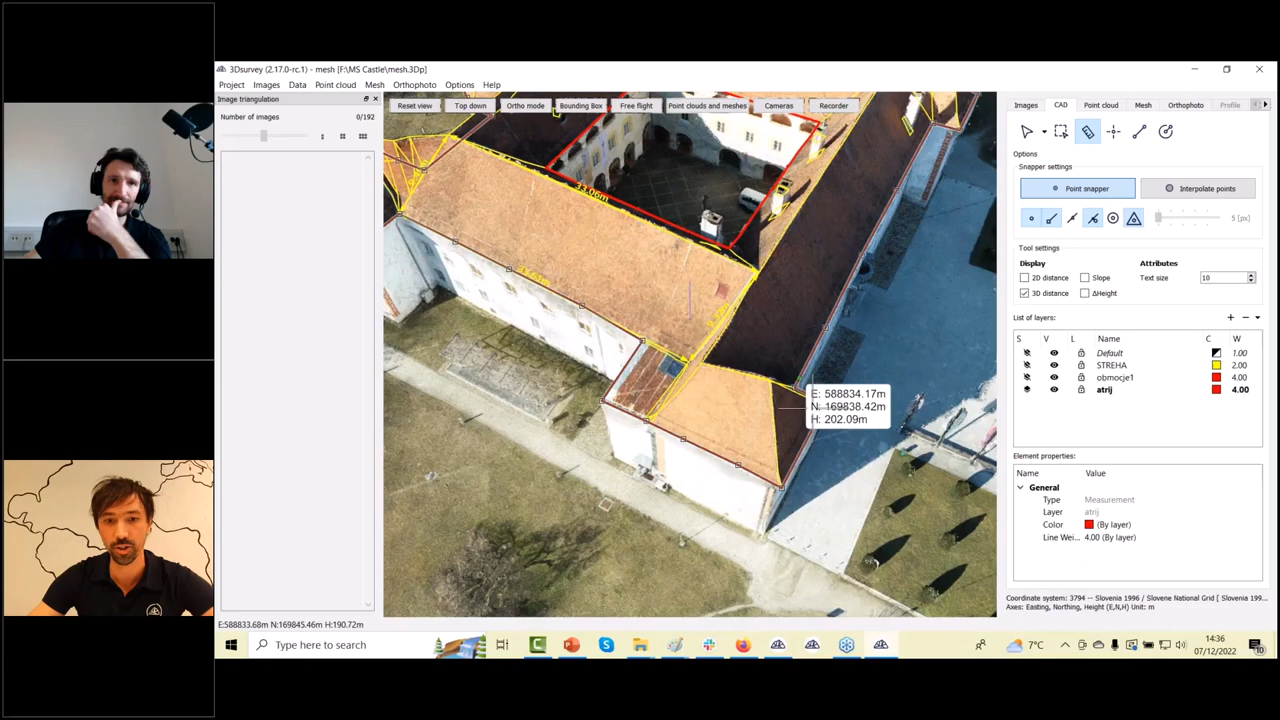 3Dsurvey (2.17.0-rc.1) - mesh [F:\MS Castle\mesh.3Dp]
Project Images Data Point cloud Mesh Orthophoto Options Help
Image triangulation
Number of images 0/192
Reset view Top down Ortho mode Bounding Box Free flight Point clouds and meshes Cameras Recorder
33.06m
E: 588834.17m
N: 169838.42m
H: 202.09m
Images CAD Point cloud Mesh Orthophoto Profile
Options
Snapper settings
Point snapper Interpolate points
5 [px]
Tool settings
Display Attributes
2D distance Slope Text size 10
3D distance ΔHeight
List of layers:
S V L Name C W
Default 1.00
STREHA 2.00
obmocje1 4.00
atrij 4.00
Element properties:
Name Value
General
Type Measurement
Layer atrij
Color (By layer)
Line Wei... 4.00 (By layer)
Coordinate system: 3794 -- Slovenia 1996 / Slovene National Grid [ Slovenia 199...
Axes: Easting, Northing, Height (E,N,H) Unit: m
E:588833.68m N:169845.46m H:190.72m
Type here to search
7°C
14:36
07/12/2022
10